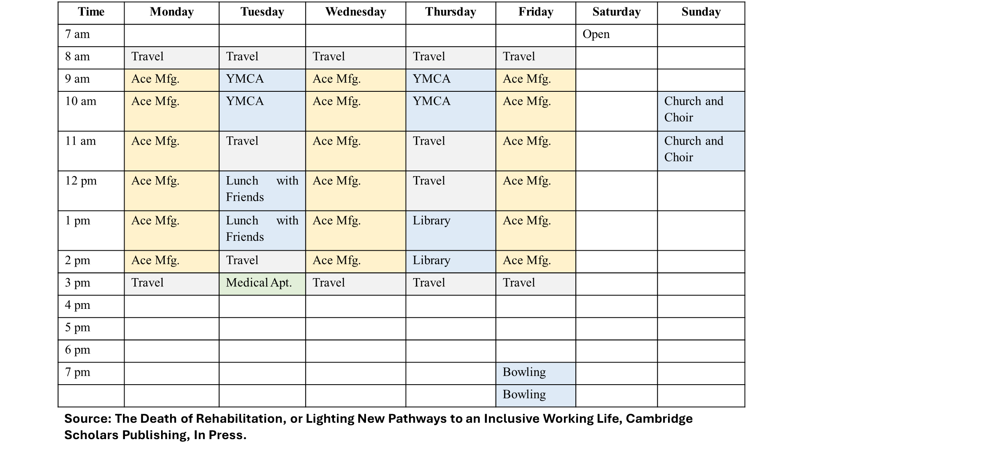 Time Monday Tuesday Wednesday Thursday Friday Saturday Sunday
7 am Open
8 am Travel Travel Travel Travel Travel
9 am Ace Mfg. YMCA Ace Mfg. YMCA Ace Mfg.
10 am Ace Mfg. YMCA Ace Mfg. YMCA Ace Mfg. Church and
Choir
11 am Ace Mfg. Travel Ace Mfg. Travel Ace Mfg. Church and
Choir
12 pm Ace Mfg. Lunch with Ace Mfg. Travel Ace Mfg.
Friends
1 pm Ace Mfg. Lunch with Ace Mfg. Library Ace Mfg.
Friends
2 pm Ace Mfg. Travel Ace Mfg. Library Ace Mfg.
3 pm Travel Medical Apt. Travel Travel Travel
4 pm
5 pm
6 pm
7 pm Bowling
Bowling
Source: The Death of Rehabilitation, or Lighting New Pathways to an Inclusive Working Life, Cambridge
Scholars Publishing, In Press.